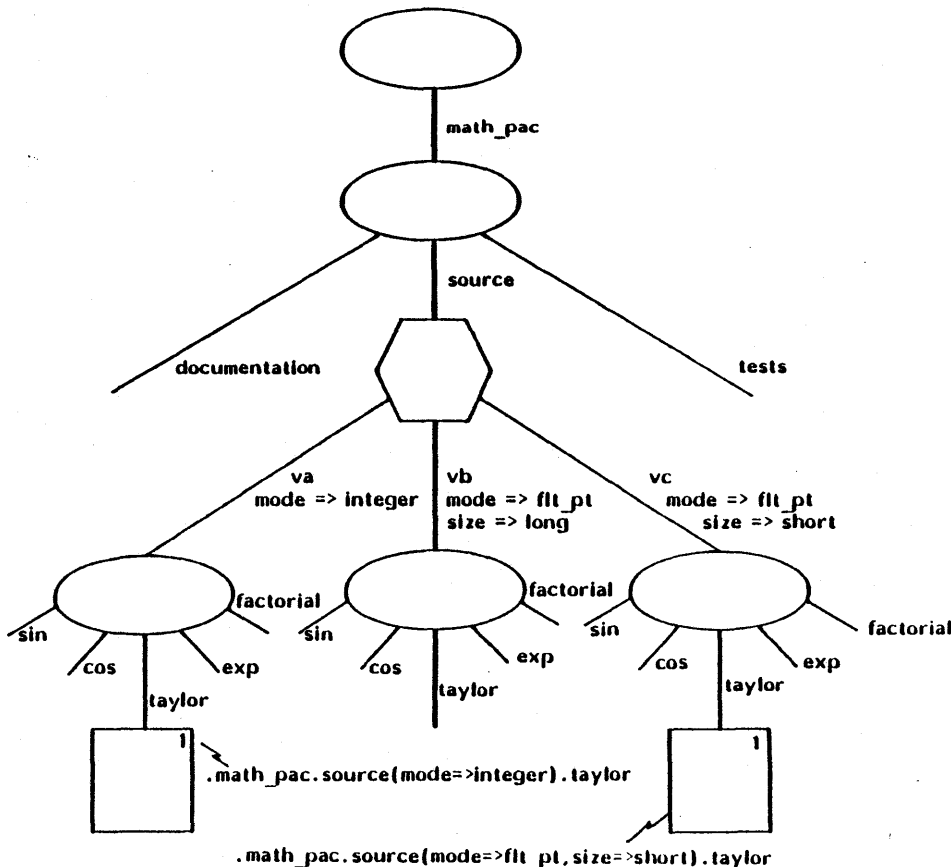 math_pac
source
documentation
tests
va
mode => integer
vb
mode => flt_pt
size => long
vc
mode => flt_pt
size => short
sin
cos
taylor
exp
factorial
sin
cos
taylor
exp
factorial
sin
cos
taylor
exp
factorial
1
.math_pac.source(mode=>integer).taylor
1
.math_pac.source(mode=>flt_pt,size=>short).taylor